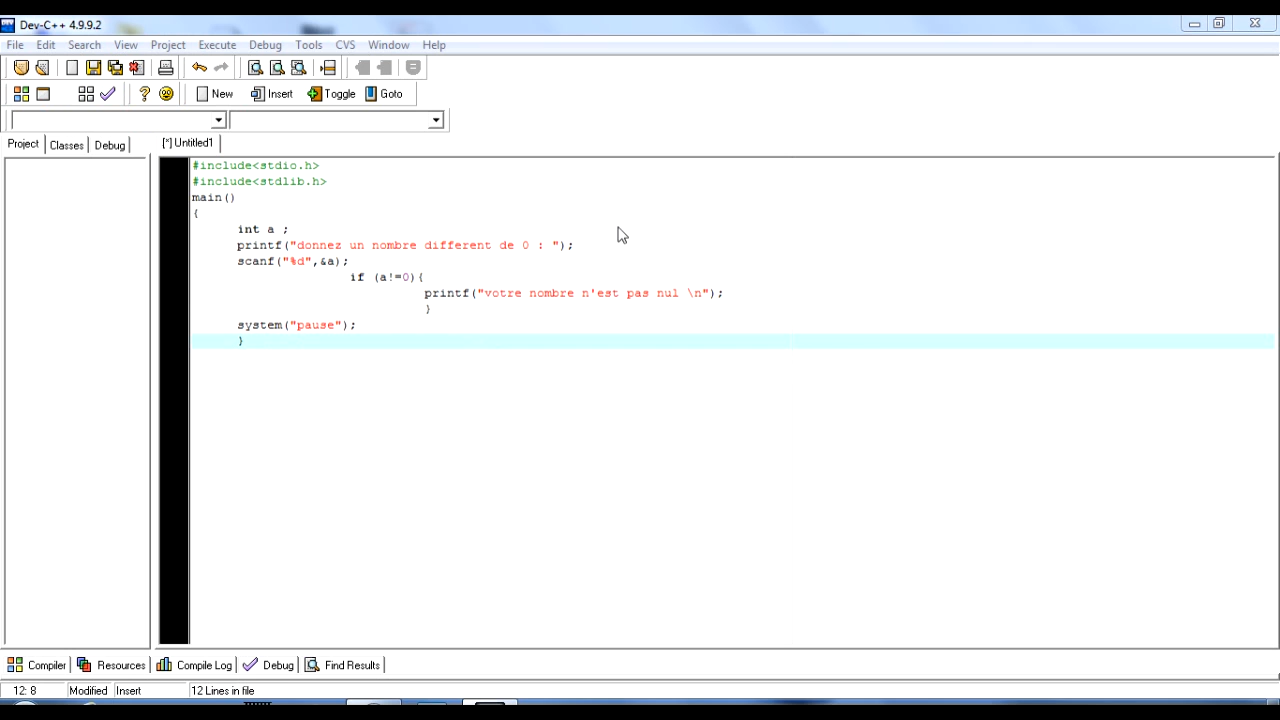 Dev-C++ 4.9.9.2
File Edit Search View Project Execute Debug Tools CVS Window Help
New Insert Toggle Goto
Project Classes Debug [*] Untitled1
#include<stdio.h>
#include<stdlib.h>
main()
{
int a ;
printf("donnez un nombre different de 0 : ");
scanf("%d",&a);
if (a!=0){
printf("votre nombre n'est pas nul \n");
}
system("pause");
}
Compiler Resources Compile Log Debug Find Results
12: 8 Modified Insert 12 Lines in file